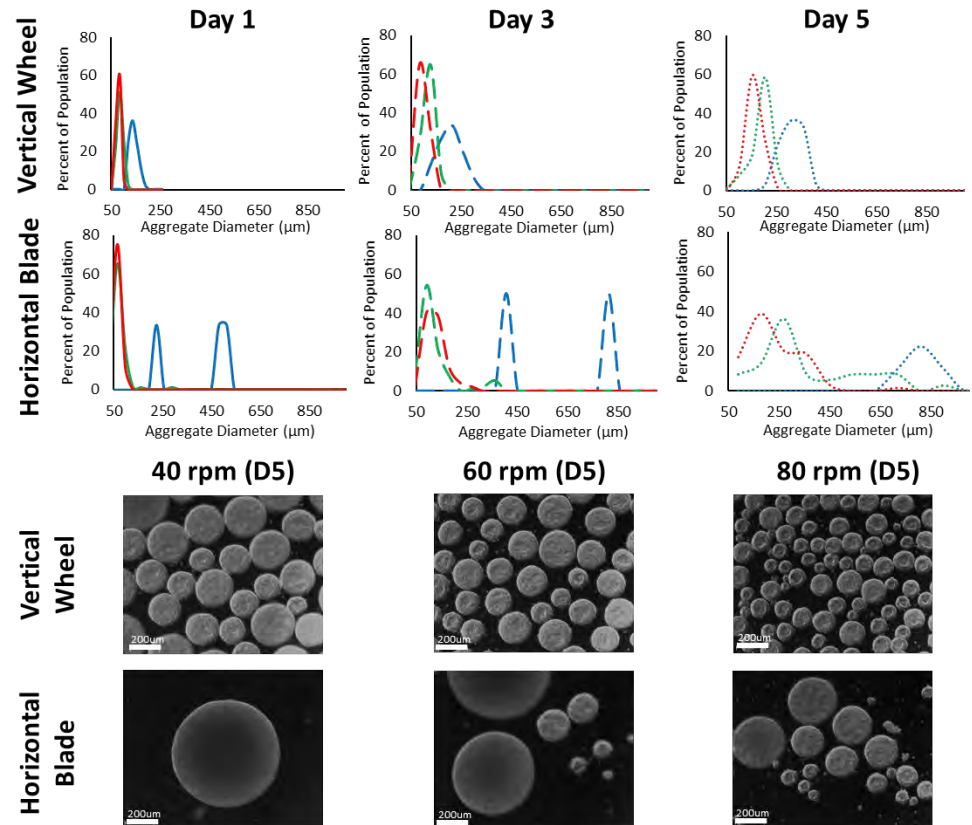 Day 1
Day 3
Day 5
Vertical Wheel
Percent of Population
80
60
40
20
0
50 250 450 650 850
Aggregate Diameter (µm)
Percent of Population
80
60
40
20
0
50 250 450 650 850
Aggregate Diameter (µm)
Percent of Population
80
60
40
20
0
50 250 450 650 850
Aggregate Diameter (µm)
Horizontal Blade
Percent of Population
80
60
40
20
0
50 250 450 650 850
Aggregate Diameter (µm)
Percent of Population
80
60
40
20
0
50 250 450 650 850
Aggregate Diameter (µm)
Percent of Population
80
60
40
20
0
50 250 450 650 850
Aggregate Diameter (µm)
40 rpm (D5)
60 rpm (D5)
80 rpm (D5)
Vertical
Wheel
200um
200um
200um
Horizontal
Blade
200um
200um
200um